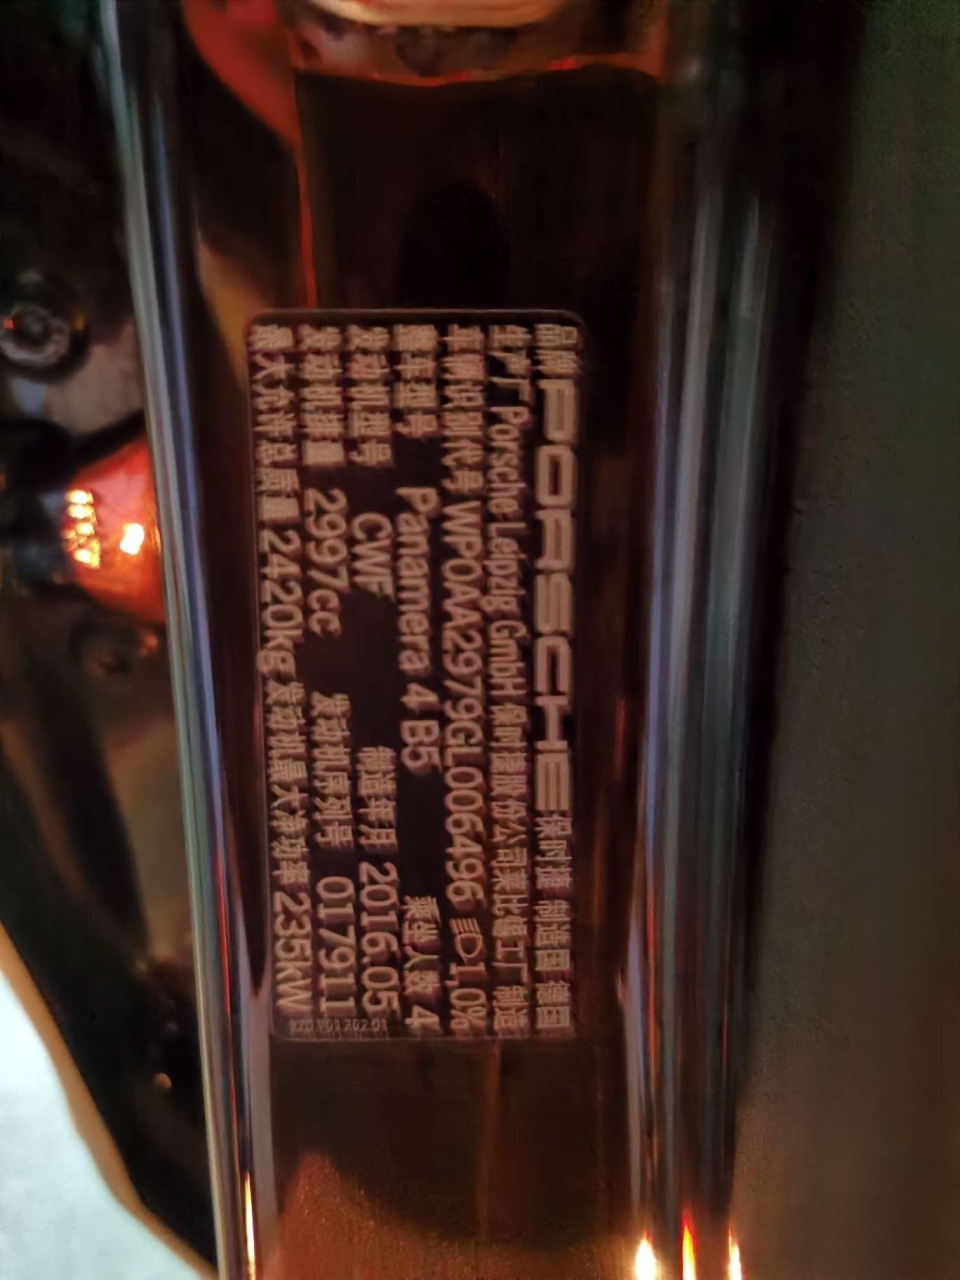 品牌 PORSCHE 保时捷 制造国 德国
生产厂 Porsche Leipzig GmbH 保时捷股份公司莱比锡工厂 制造
车辆识别代号 WP0AA2979GL006496 1,0%
整车型号 Panamera 4 B5 乘坐人数 4
发动机型号 CWF 制造年月 2016.05
发动机排量 2997cc 发动机序列号 017911
最大允许总质量 2420kg 发动机最大净功率 235kW